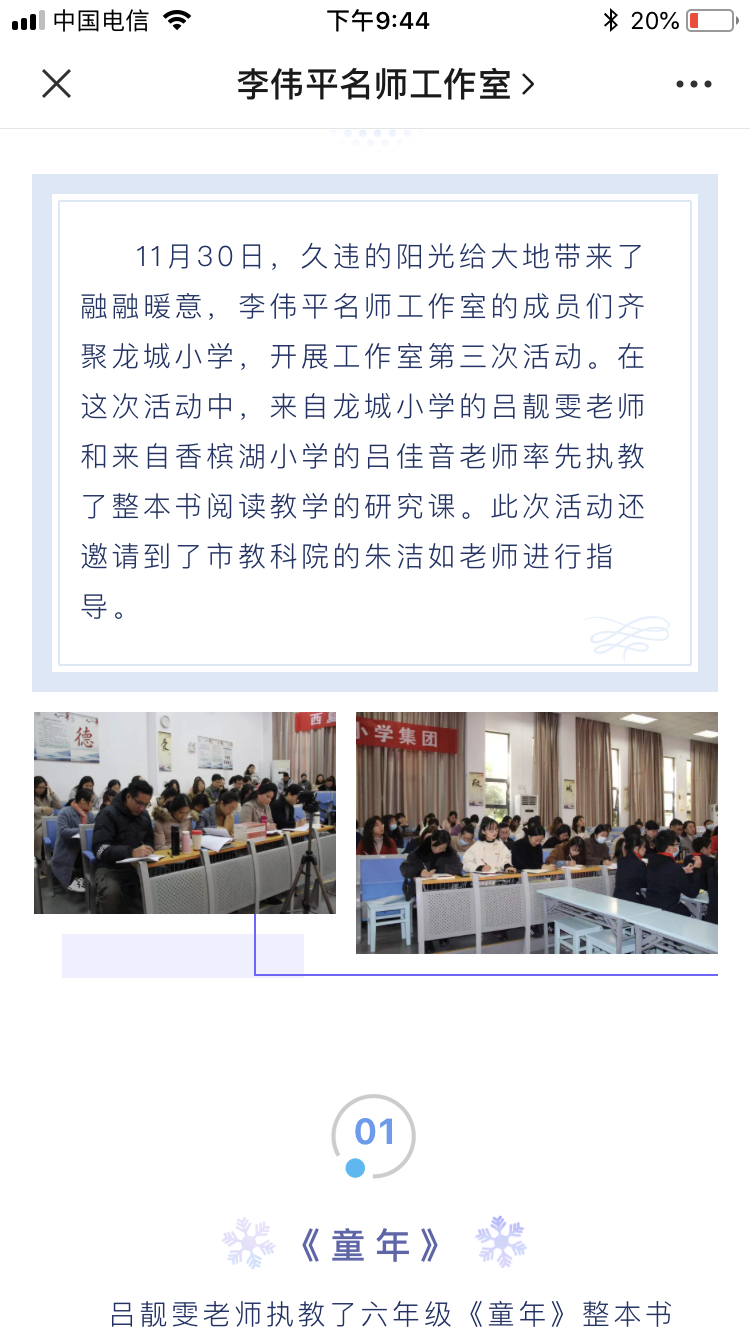 中国电信
下午9:44
20%
李伟平名师工作室
11月30日，久违的阳光给大地带来了
融融暖意，李伟平名师工作室的成员们齐
聚龙城小学，开展工作室第三次活动。在
这次活动中，来自龙城小学的吕靓雯老师
和来自香槟湖小学的吕佳音老师率先执教
了整本书阅读教学的研究课。此次活动还
邀请到了市教科院的朱洁如老师进行指
导。
德
爱
西
小学集团
敬
诚
01
《童年》
吕靓雯老师执教了六年级《童年》整本书